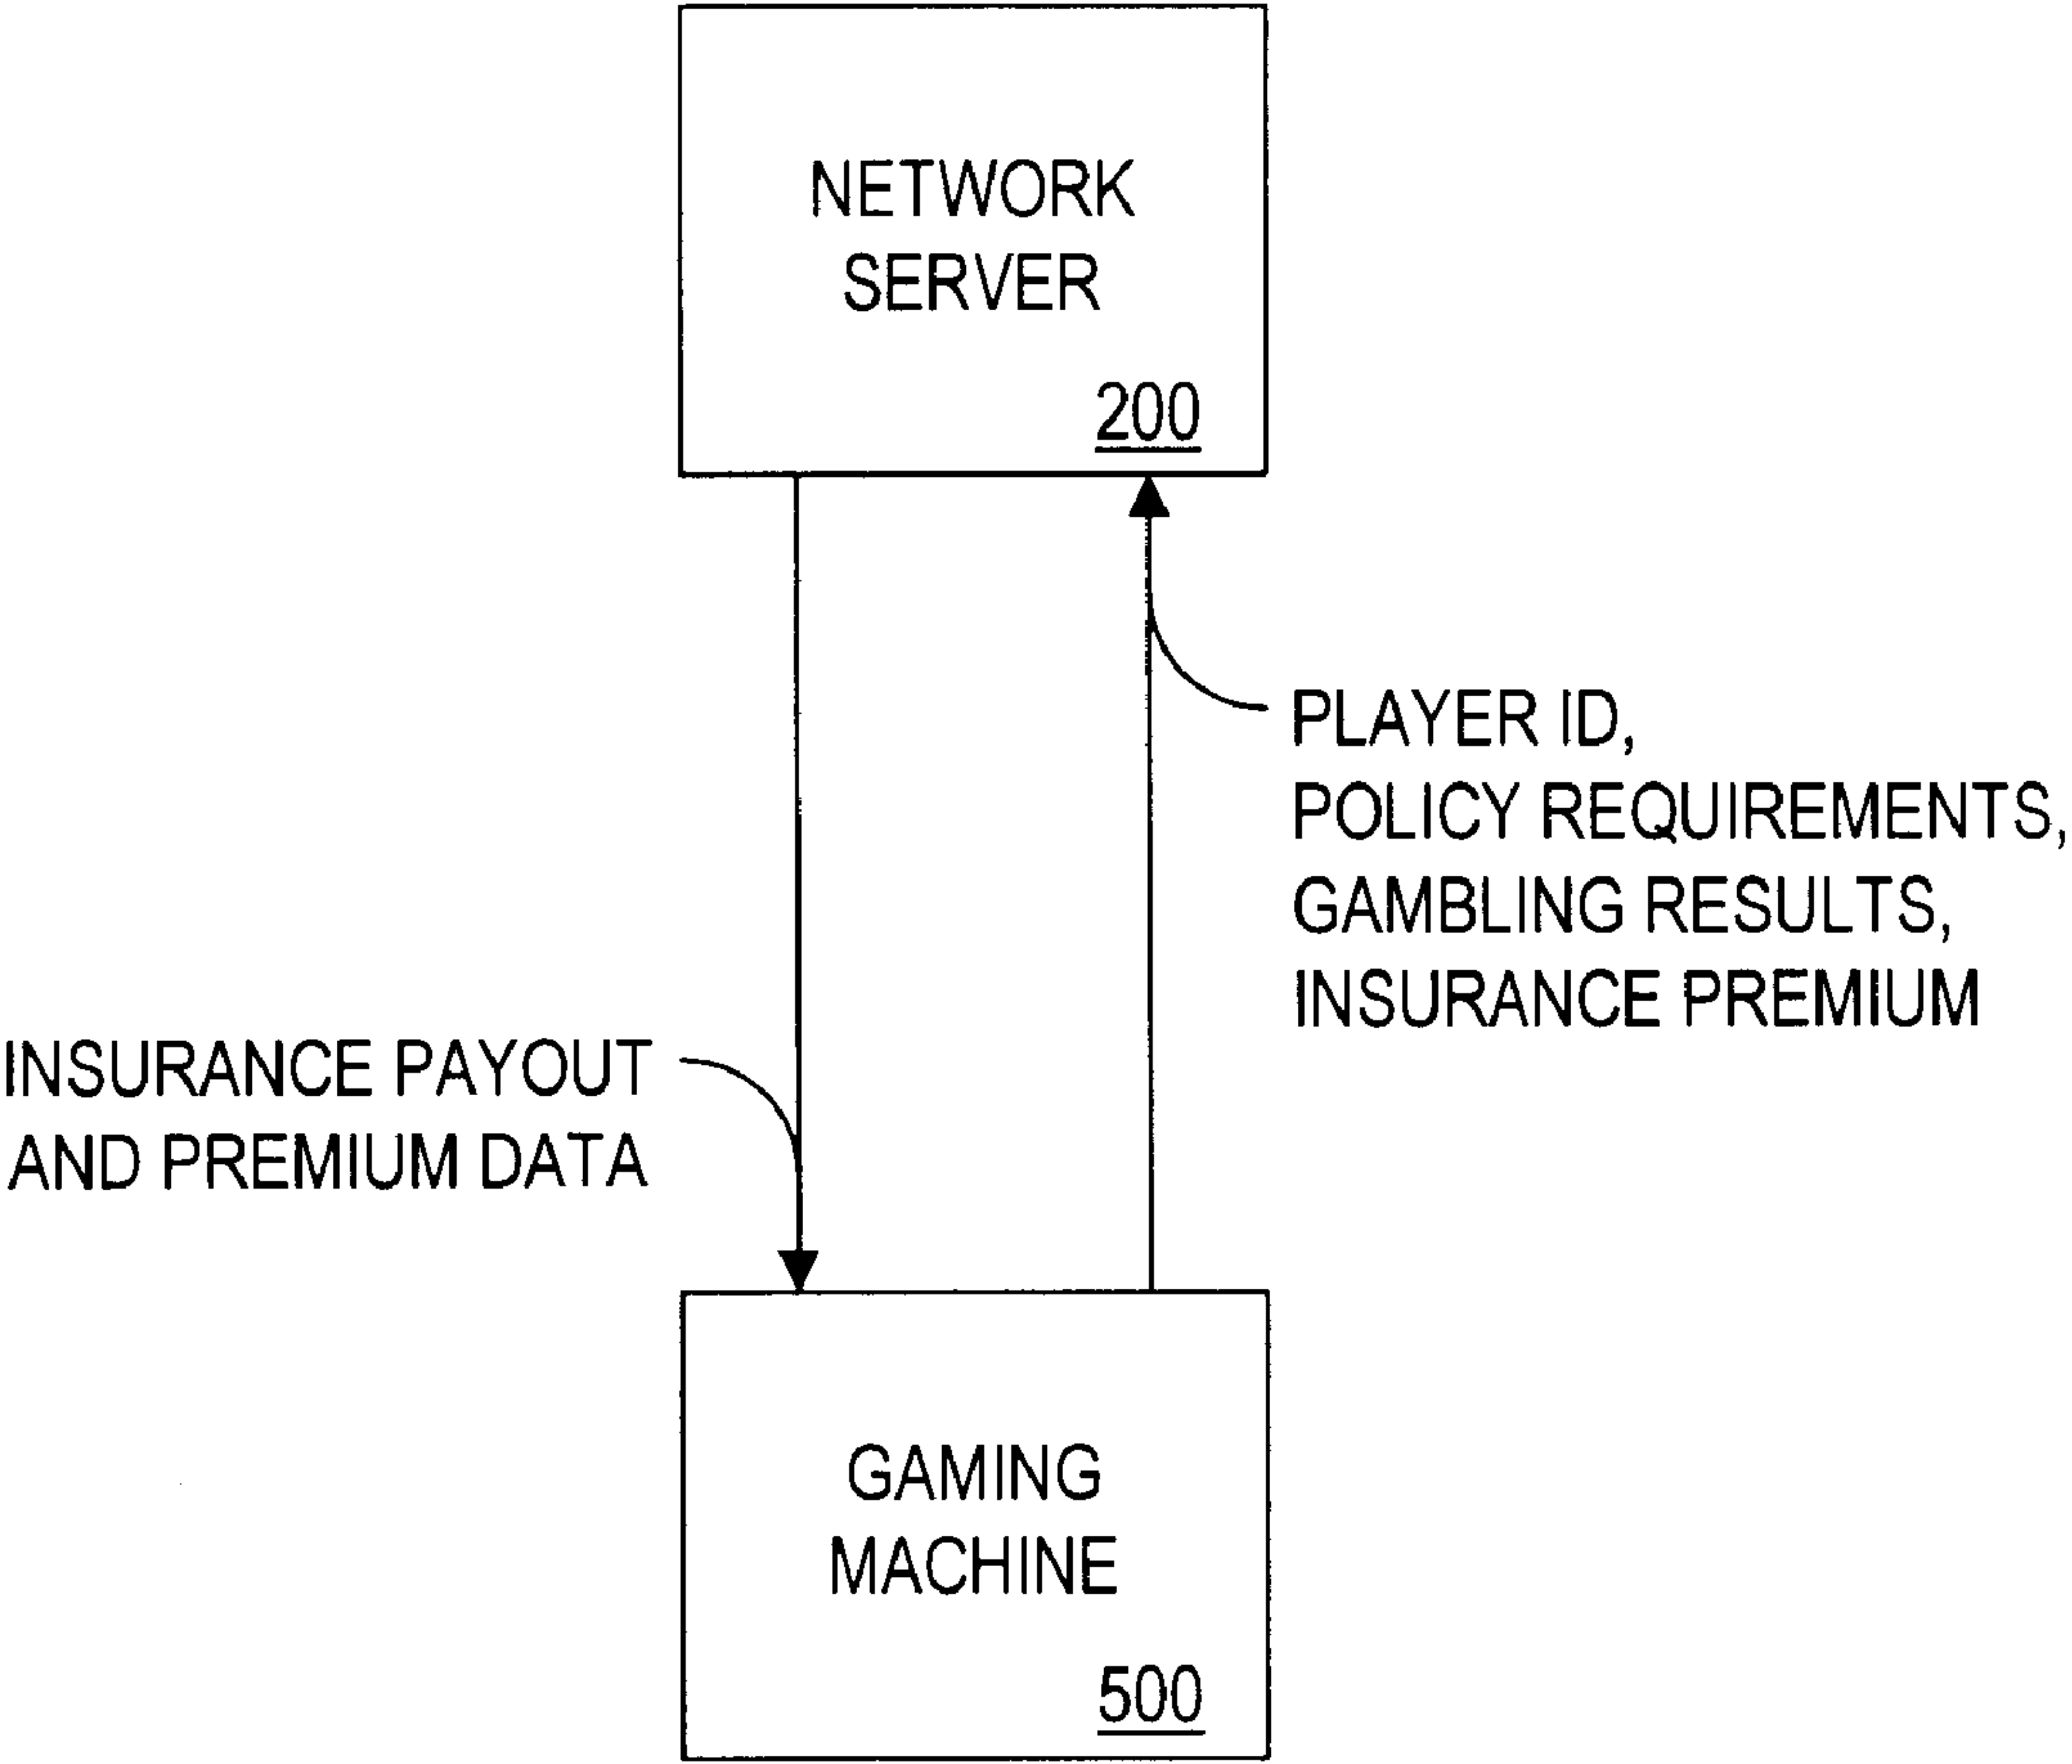 NETWORK
SERVER
200
PLAYER ID,
POLICY REQUIREMENTS,
GAMBLING RESULTS,
INSURANCE PREMIUM
INSURANCE PAYOUT
AND PREMIUM DATA
GAMING
MACHINE
500